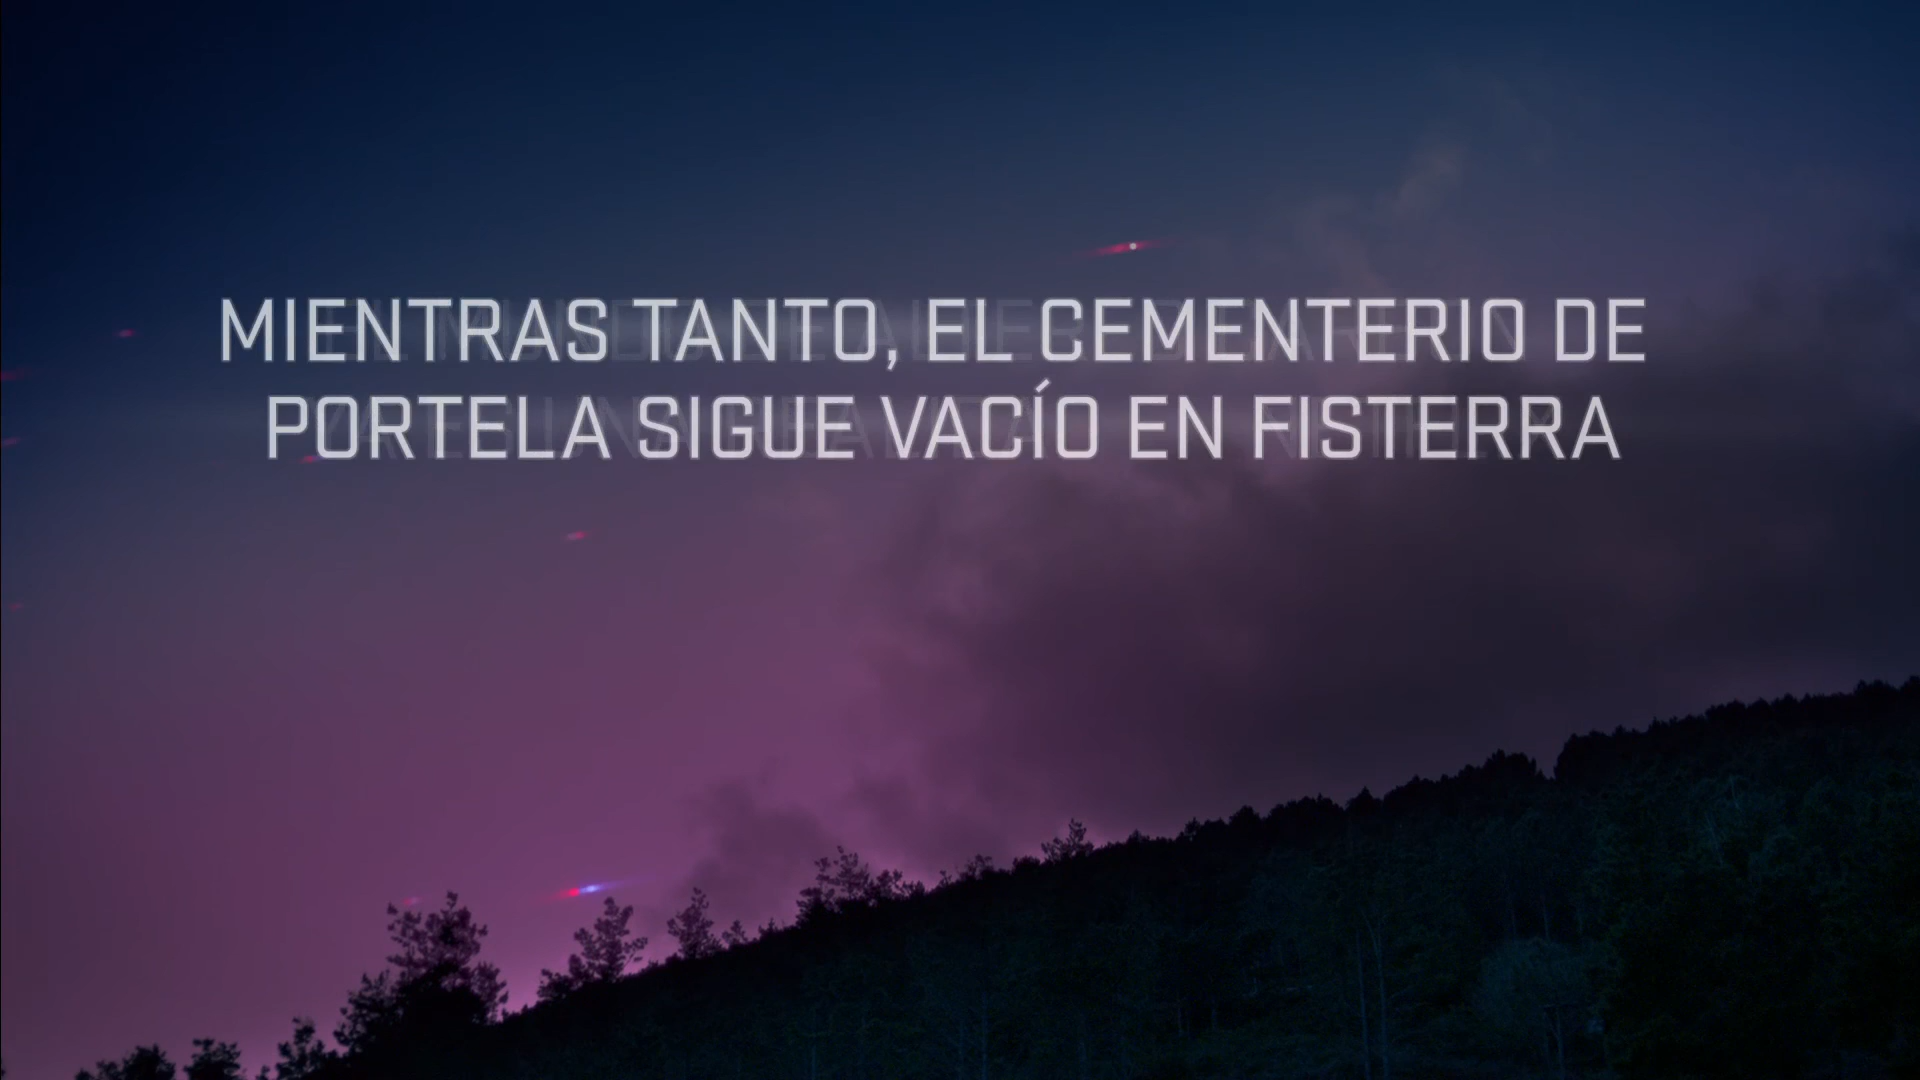 MIENTRAS TANTO, EL CEMENTERIO DE
PORTELA SIGUE VACÍO EN FISTERRA